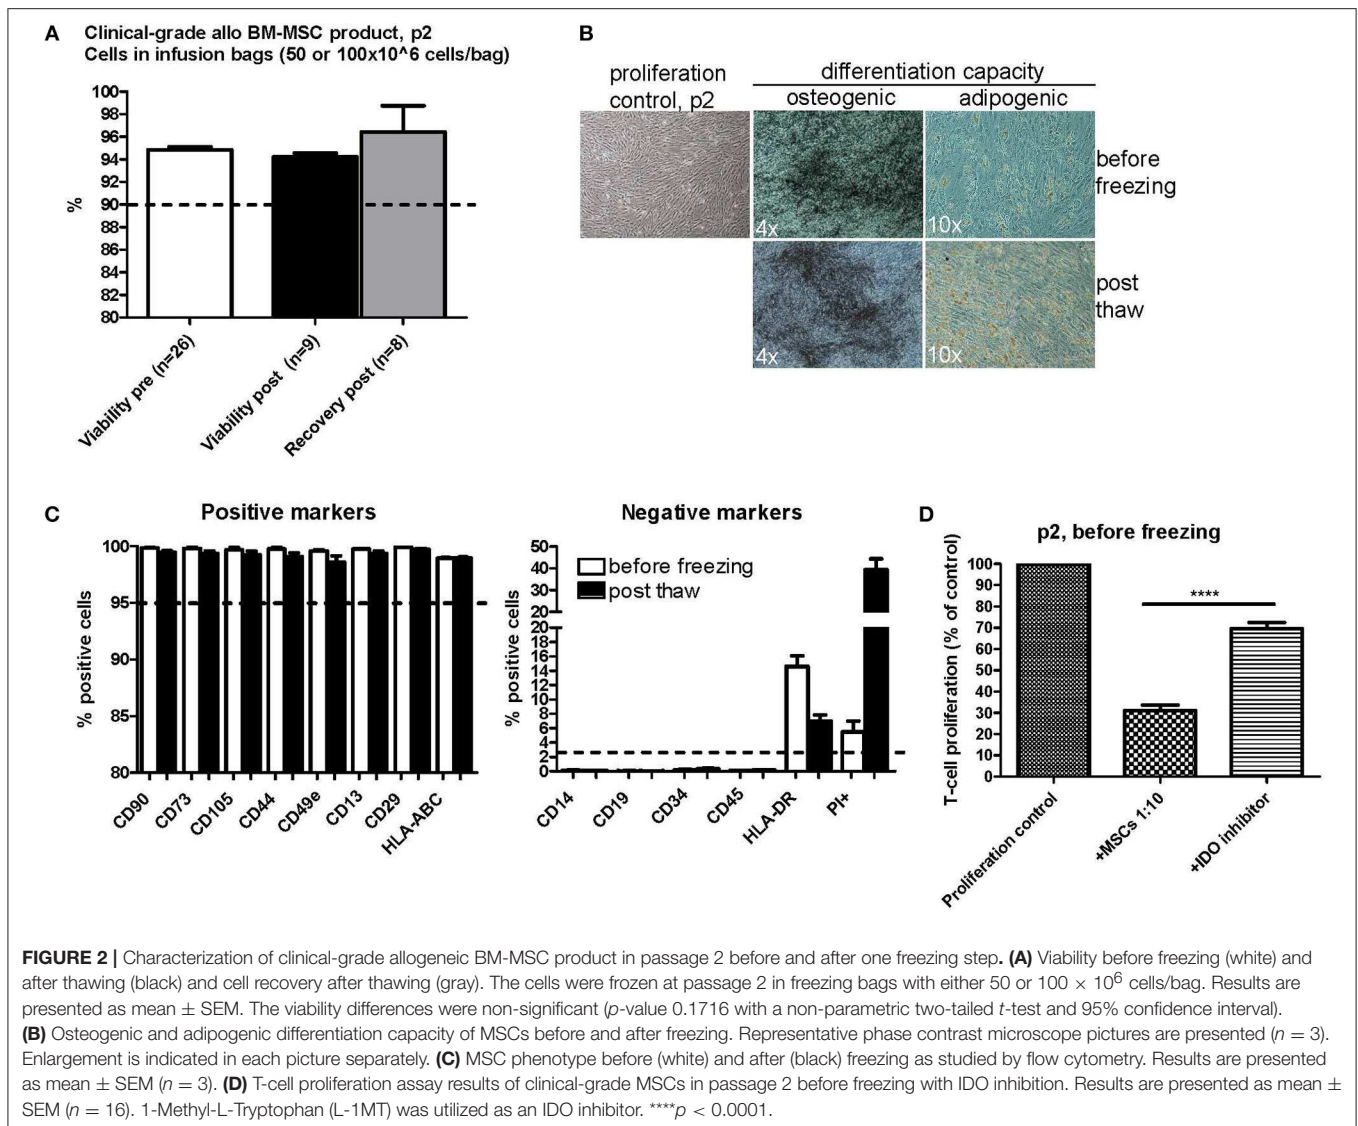 A
Clinical-grade allo BM-MSC product, p2
Cells in infusion bags (50 or 100x10^6 cells/bag)
100
98
96
94
92
90
88
86
84
82
80
%
Viability pre (n=26)
Viability post (n=9)
Recovery post (n=8)
B
proliferation
control, p2
differentiation capacity
osteogenic
adipogenic
4x
10x
before
freezing
4x
10x
post
thaw
C
Positive markers
100
95
90
85
80
% positive cells
CD90
CD73
CD105
CD44
CD49e
CD13
CD29
HLA-ABC
Negative markers
before freezing
post thaw
50
40
30
20
20
18
16
14
12
10
8
6
4
2
0
% positive cells
CD14
CD19
CD34
CD45
HLA-DR
PI+
D
p2, before freezing
100
90
80
70
60
50
40
30
20
10
0
T-cell proliferation (% of control)
****
Proliferation control
+MSCs 1:10
+IDO inhibitor
FIGURE 2 | Characterization of clinical-grade allogeneic BM-MSC product in passage 2 before and after one freezing step. (A) Viability before freezing (white) and
after thawing (black) and cell recovery after thawing (gray). The cells were frozen at passage 2 in freezing bags with either 50 or 100 × 10⁶ cells/bag. Results are
presented as mean ± SEM. The viability differences were non-significant (p-value 0.1716 with a non-parametric two-tailed t-test and 95% confidence interval).
(B) Osteogenic and adipogenic differentiation capacity of MSCs before and after freezing. Representative phase contrast microscope pictures are presented (n = 3).
Enlargement is indicated in each picture separately. (C) MSC phenotype before (white) and after (black) freezing as studied by flow cytometry. Results are presented
as mean ± SEM (n = 3). (D) T-cell proliferation assay results of clinical-grade MSCs in passage 2 before freezing with IDO inhibition. Results are presented as mean ±
SEM (n = 16). 1-Methyl-L-Tryptophan (L-1MT) was utilized as an IDO inhibitor. ****p < 0.0001.